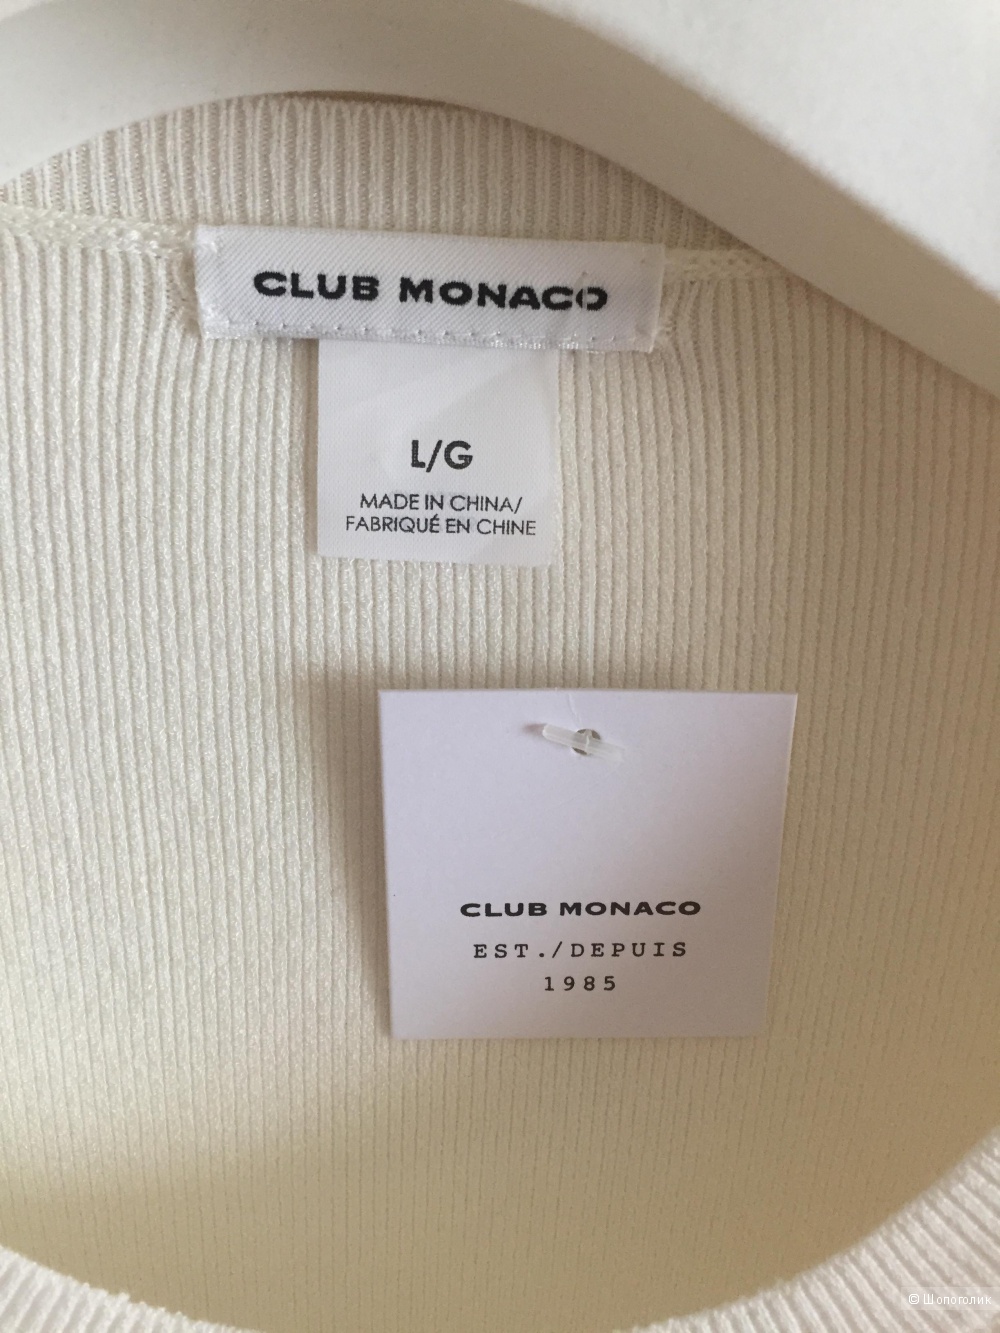 CLUB MONACO
L/G
MADE IN CHINA/
FABRIQUÉ EN CHINE
CLUB MONACO
EST./DEPUIS
1985
© Шопоголик